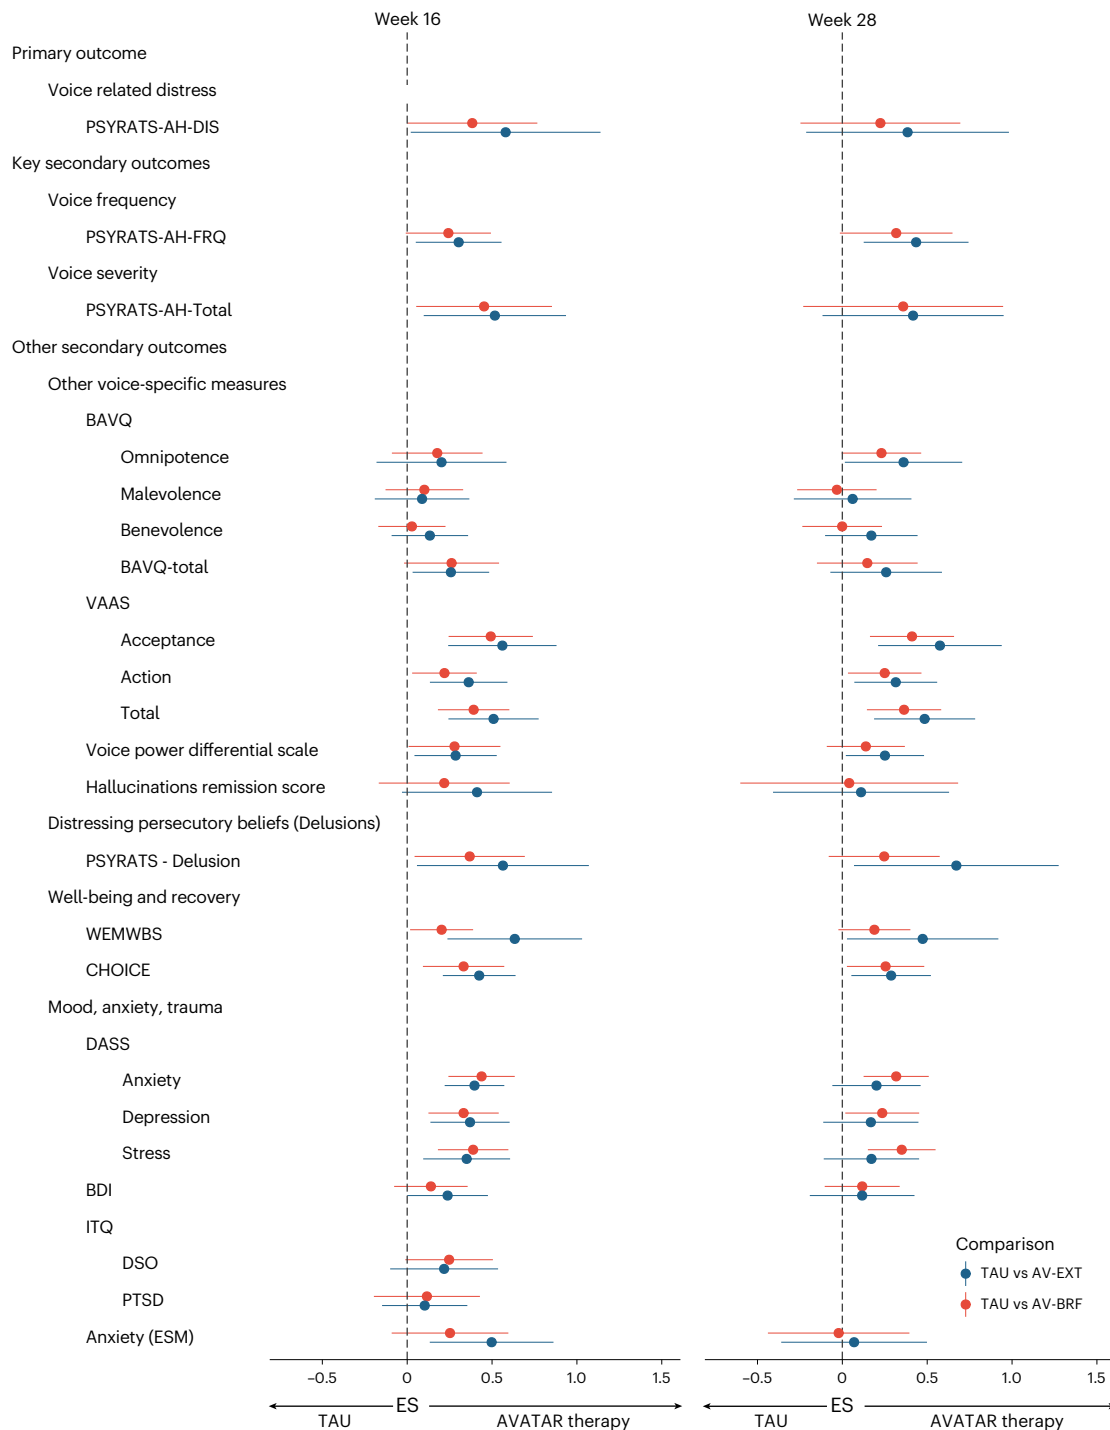 Week 16
Week 28
Primary outcome
Voice related distress
PSYRATS-AH-DIS
Key secondary outcomes
Voice frequency
PSYRATS-AH-FRQ
Voice severity
PSYRATS-AH-Total
Other secondary outcomes
Other voice-specific measures
BAVQ
Omnipotence
Malevolence
Benevolence
BAVQ-total
VAAS
Acceptance
Action
Total
Voice power differential scale
Hallucinations remission score
Distressing persecutory beliefs (Delusions)
PSYRATS - Delusion
Well-being and recovery
WEMWBS
CHOICE
Mood, anxiety, trauma
DASS
Anxiety
Depression
Stress
BDI
ITQ
DSO
PTSD
Anxiety (ESM)
Comparison
TAU vs AV-EXT
TAU vs AV-BRF
−0.5 0 0.5 1.0 1.5
ES
TAU AVATAR therapy
−0.5 0 0.5 1.0 1.5
ES
TAU AVATAR therapy